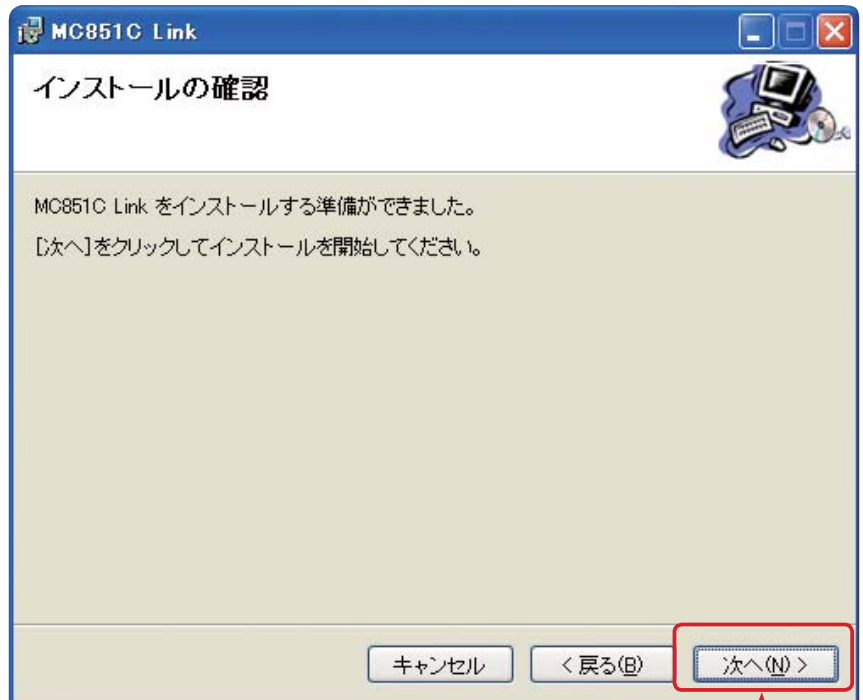 MC851C Link
インストールの確認
MC851C Link をインストールする準備ができました。
[次へ]をクリックしてインストールを開始してください。
キャンセル
< 戻る(B)
次へ(N) >